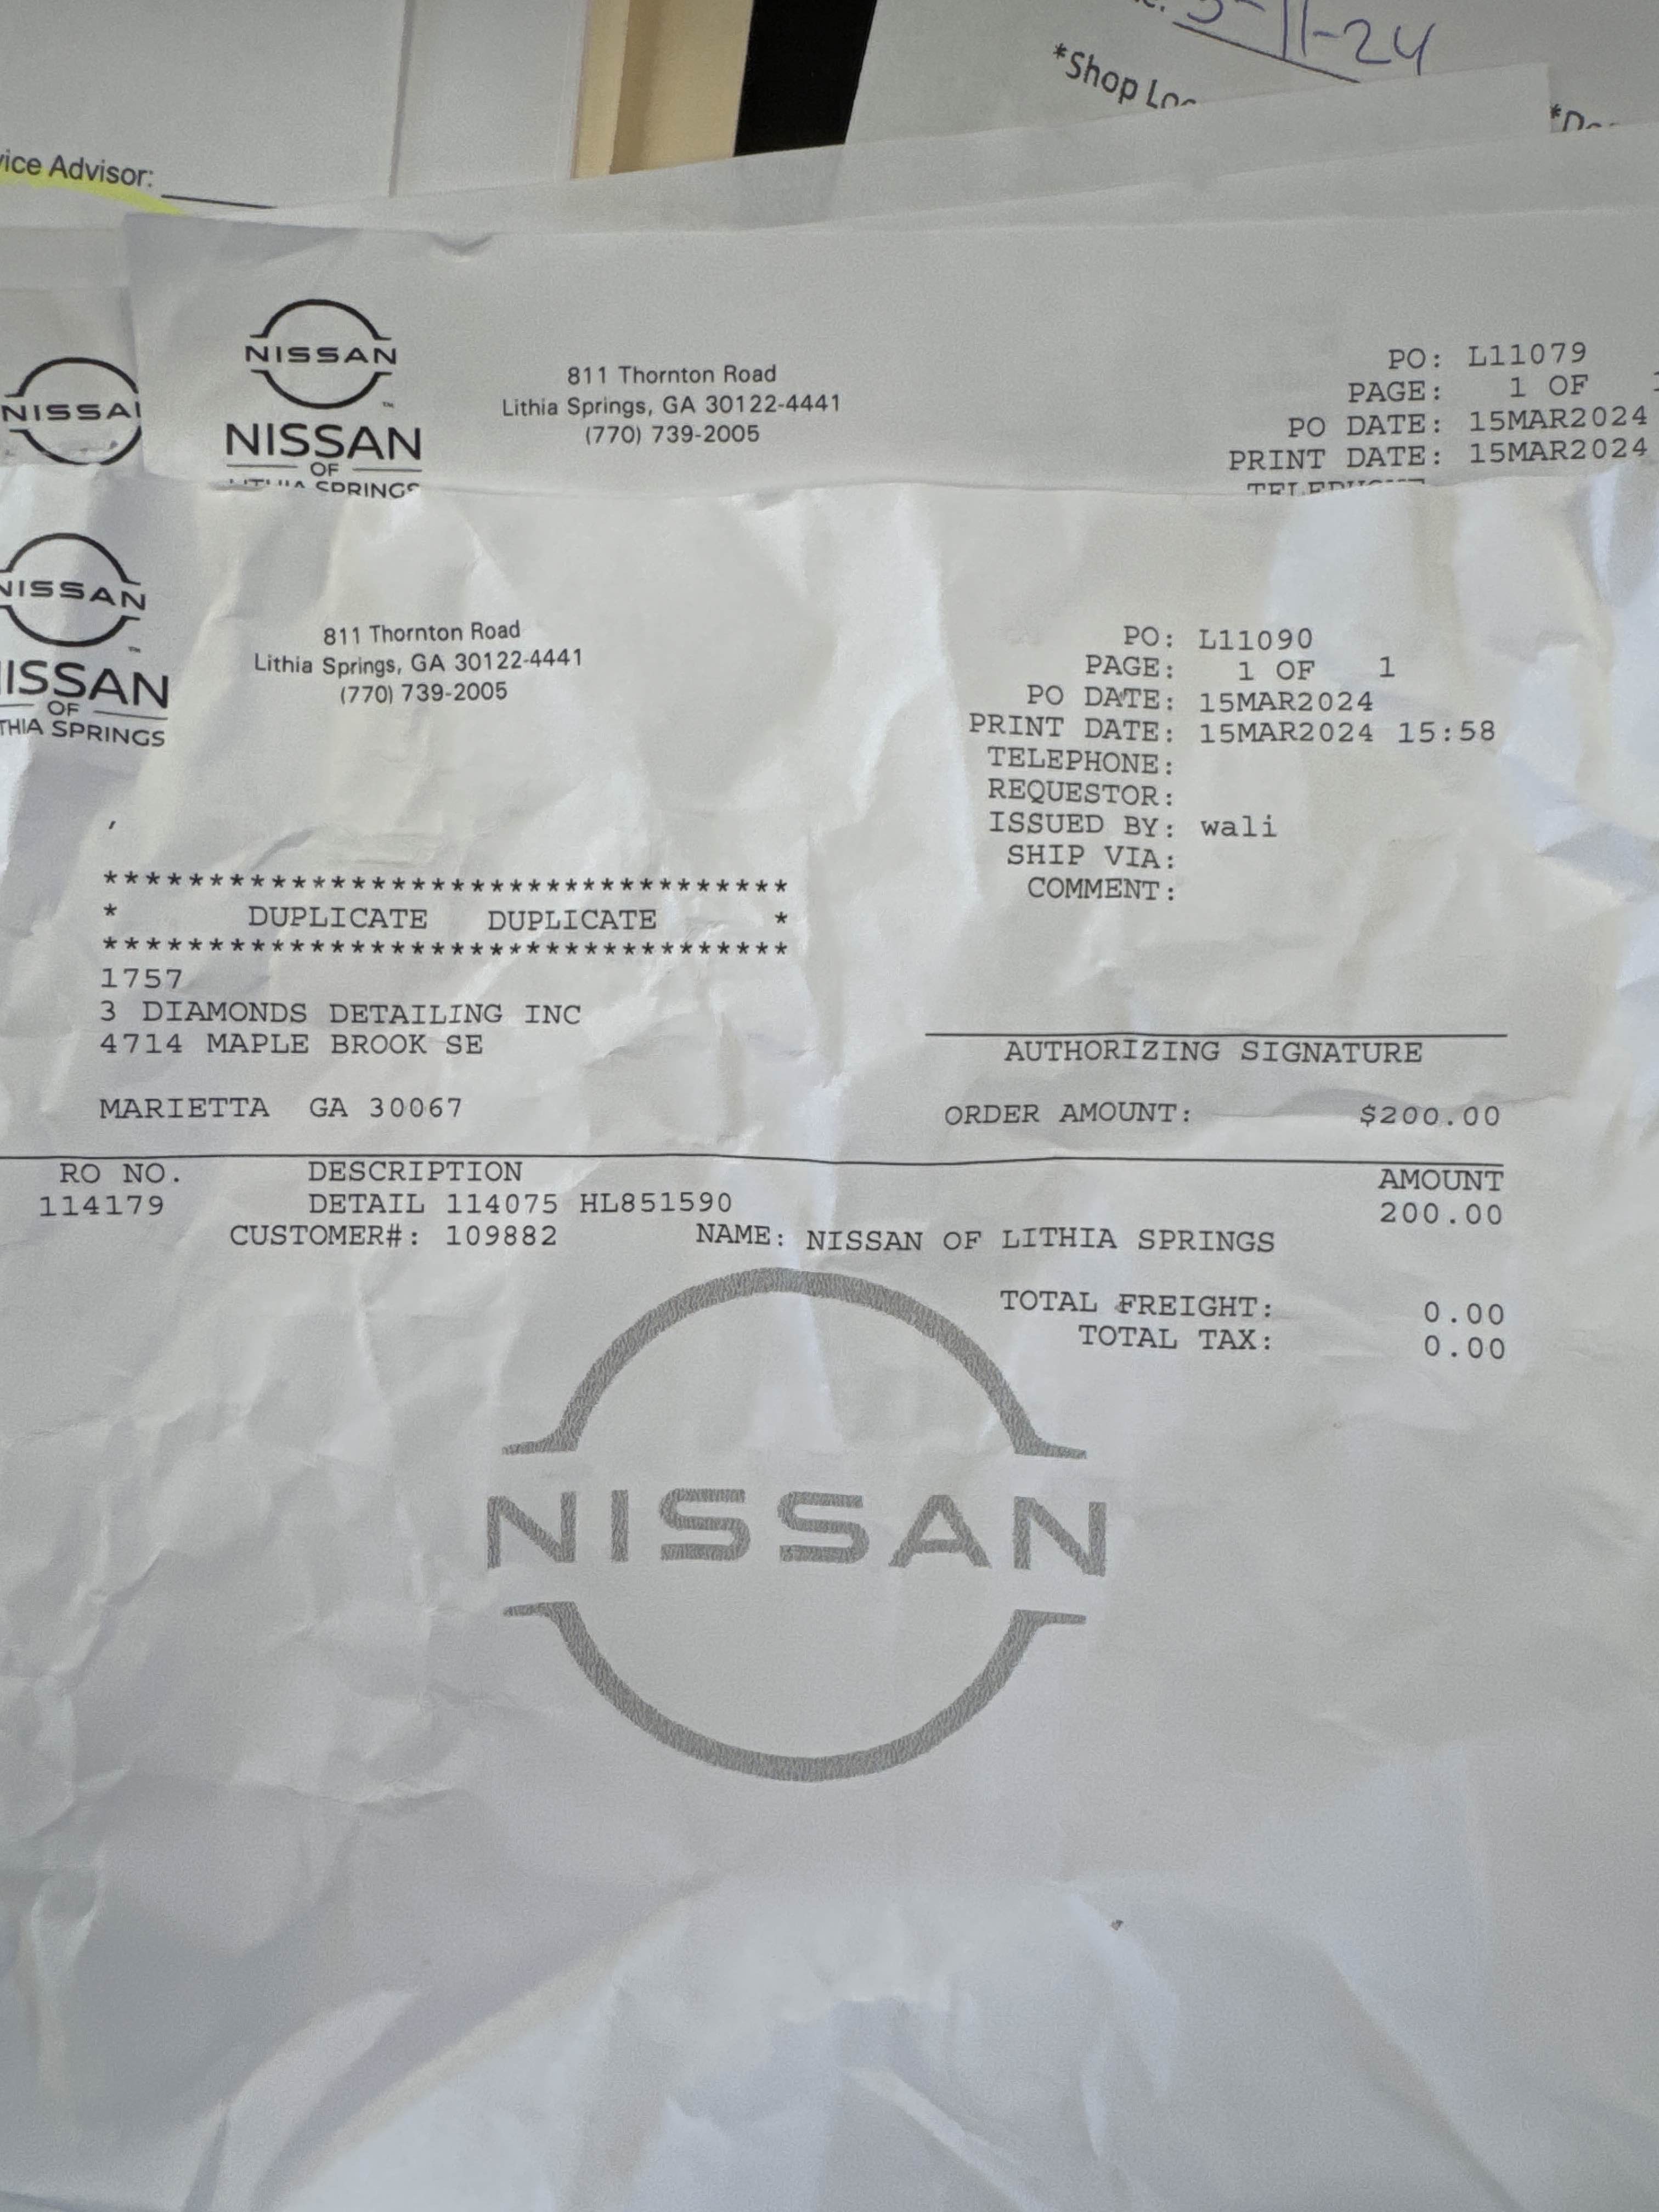 5-11-24
*Shop
Service Advisor:
NISSAN
NISSAN
NISSAN
OF
LITHIA SPRINGS
811 Thornton Road
Lithia Springs, GA 30122-4441
(770) 739-2005
PO: L11079
PAGE: 1 OF
PO DATE: 15MAR2024
PRINT DATE: 15MAR2024
TELEPHONE
NISSAN
NISSAN
OF
THIA SPRINGS
811 Thornton Road
Lithia Springs, GA 30122-4441
(770) 739-2005
PO: L11090
PAGE: 1 OF 1
PO DATE: 15MAR2024
PRINT DATE: 15MAR2024 15:58
TELEPHONE:
REQUESTOR:
ISSUED BY: wali
SHIP VIA:
COMMENT:
,
*********************************
* DUPLICATE DUPLICATE *
*********************************
1757
3 DIAMONDS DETAILING INC
4714 MAPLE BROOK SE
MARIETTA GA 30067
AUTHORIZING SIGNATURE
ORDER AMOUNT: $200.00
RO NO. DESCRIPTION AMOUNT
114179 DETAIL 114075 HL851590 200.00
CUSTOMER#: 109882 NAME: NISSAN OF LITHIA SPRINGS
TOTAL FREIGHT: 0.00
TOTAL TAX: 0.00
NISSAN